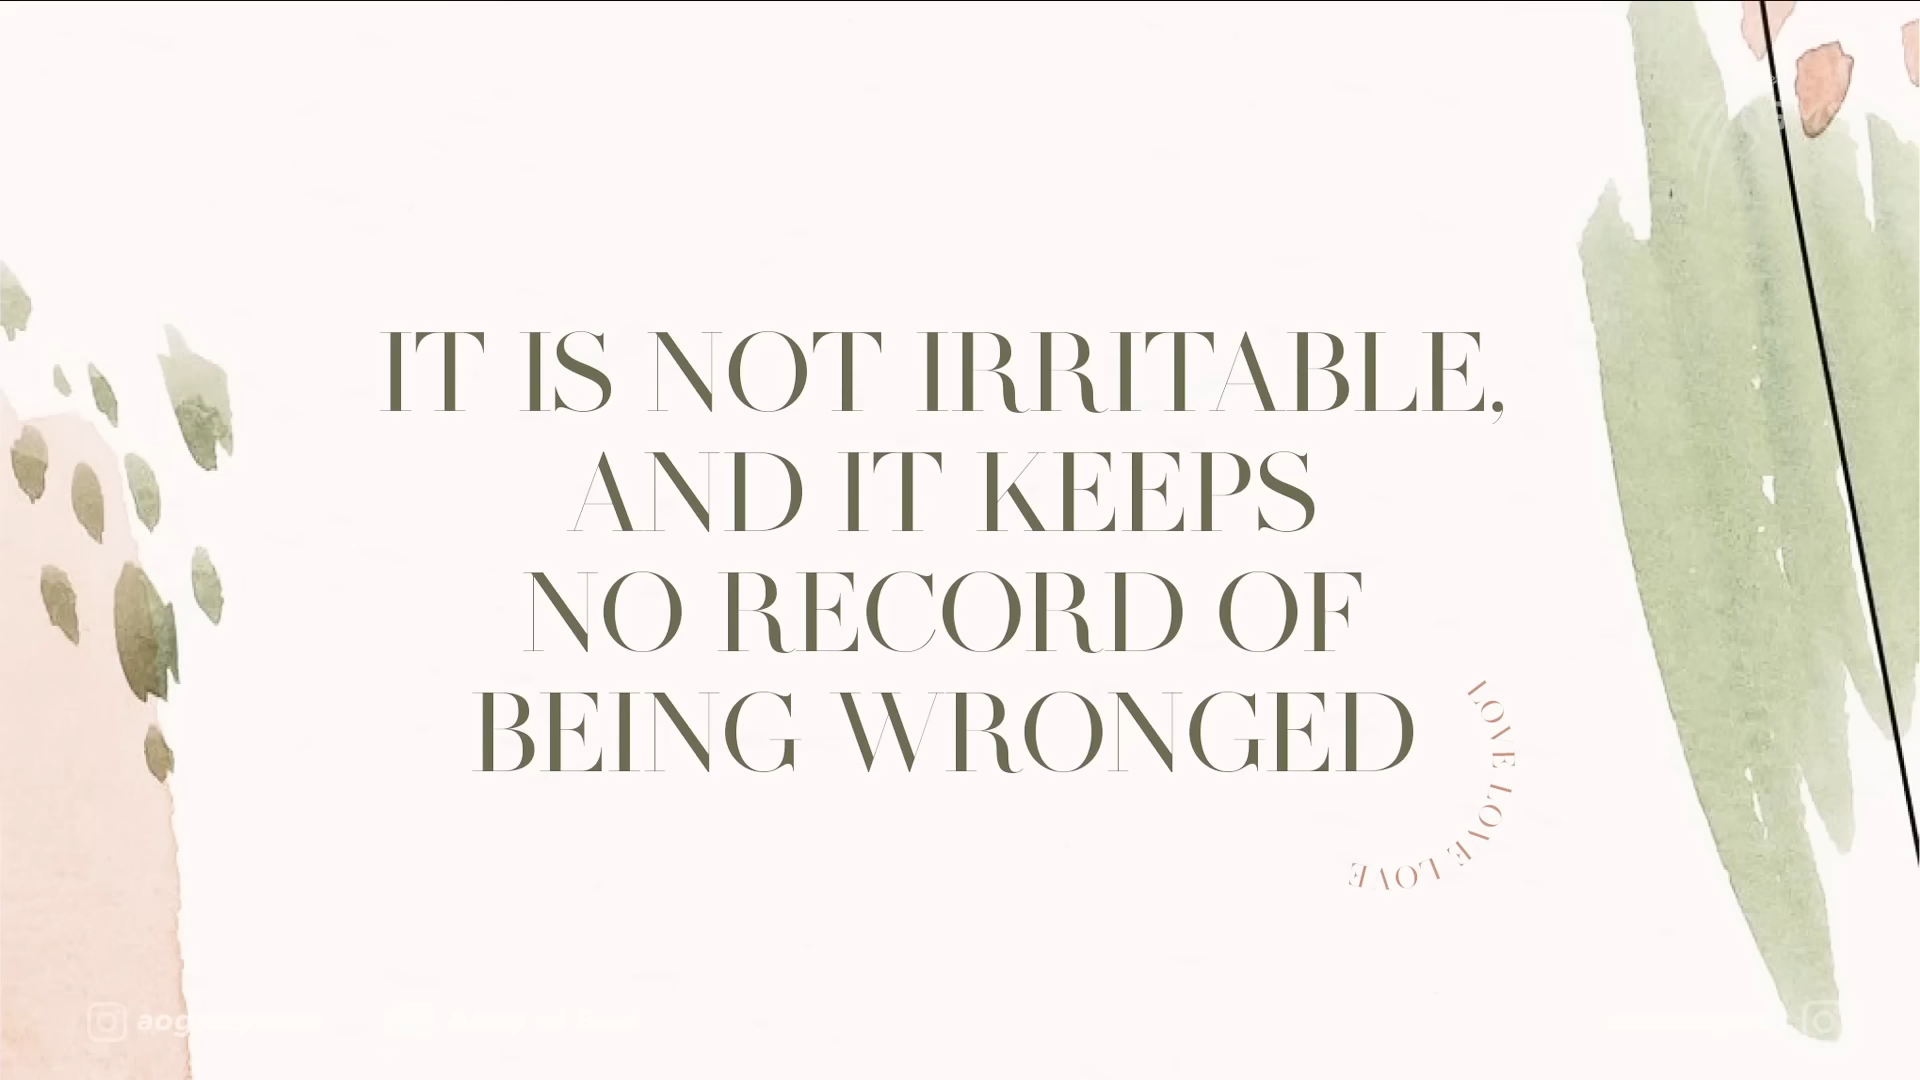 IT IS NOT IRRITABLE,
AND IT KEEPS
NO RECORD OF
BEING WRONGED
LOVE LOVE LOVE